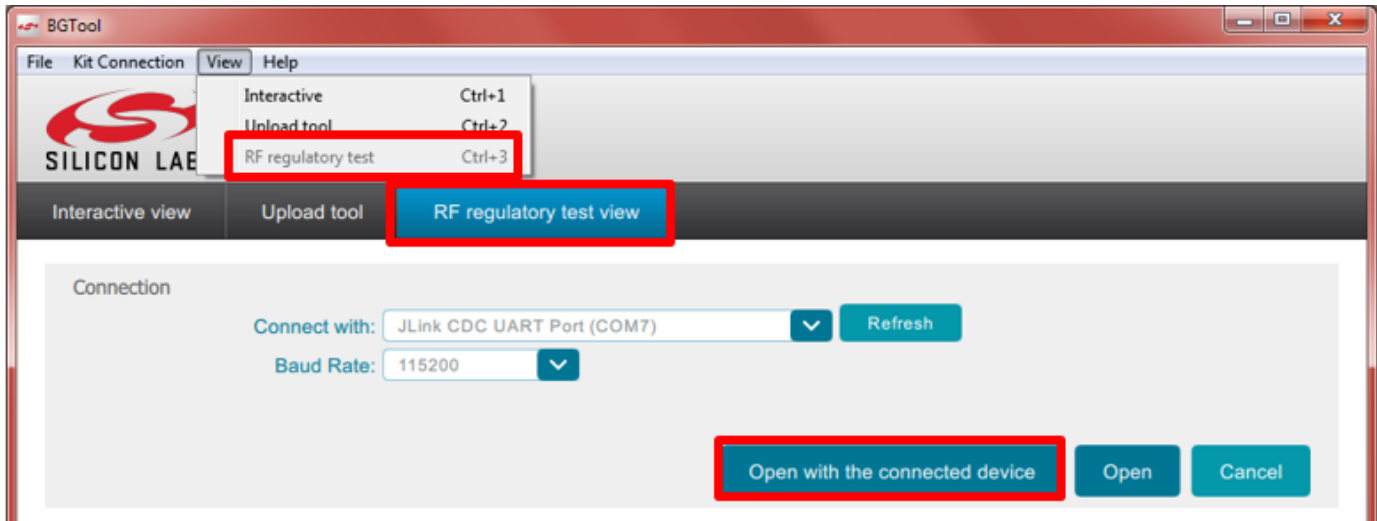 BGTool
File Kit Connection View Help
Interactive Ctrl+1
Upload tool Ctrl+2
RF regulatory test Ctrl+3
SILICON LAB
Interactive view Upload tool RF regulatory test view
Connection
Connect with: JLink CDC UART Port (COM7) Refresh
Baud Rate: 115200
Open with the connected device Open Cancel